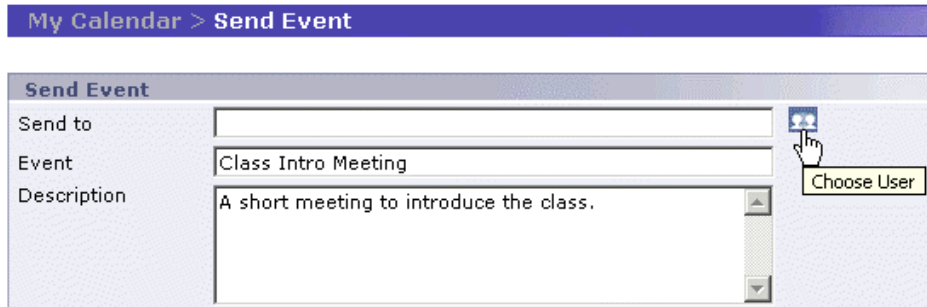 My Calendar > Send Event
Send Event
Send to
Event Class Intro Meeting
Choose User
Description A short meeting to introduce the class.